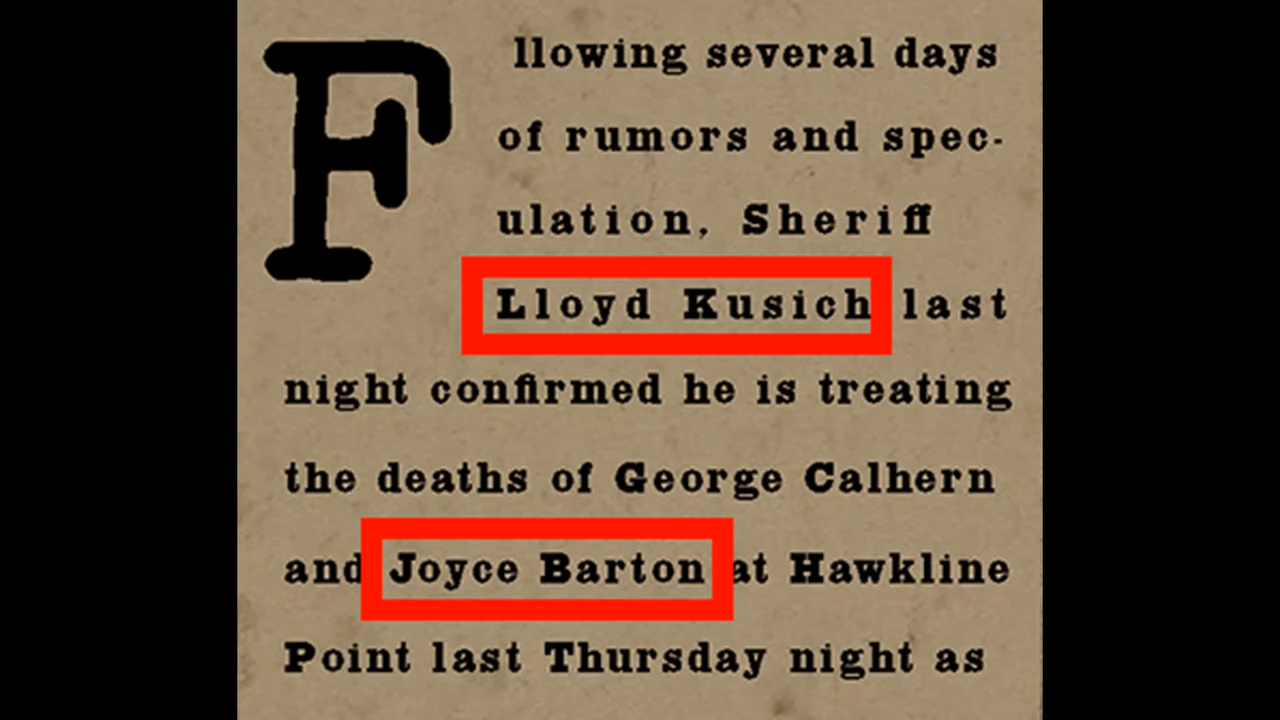 F llowing several days
of rumors and spec-
ulation, Sheriff
Lloyd Kusich last
night confirmed he is treating
the deaths of George Calhern
and Joyce Barton at Hawkline
Point last Thursday night as